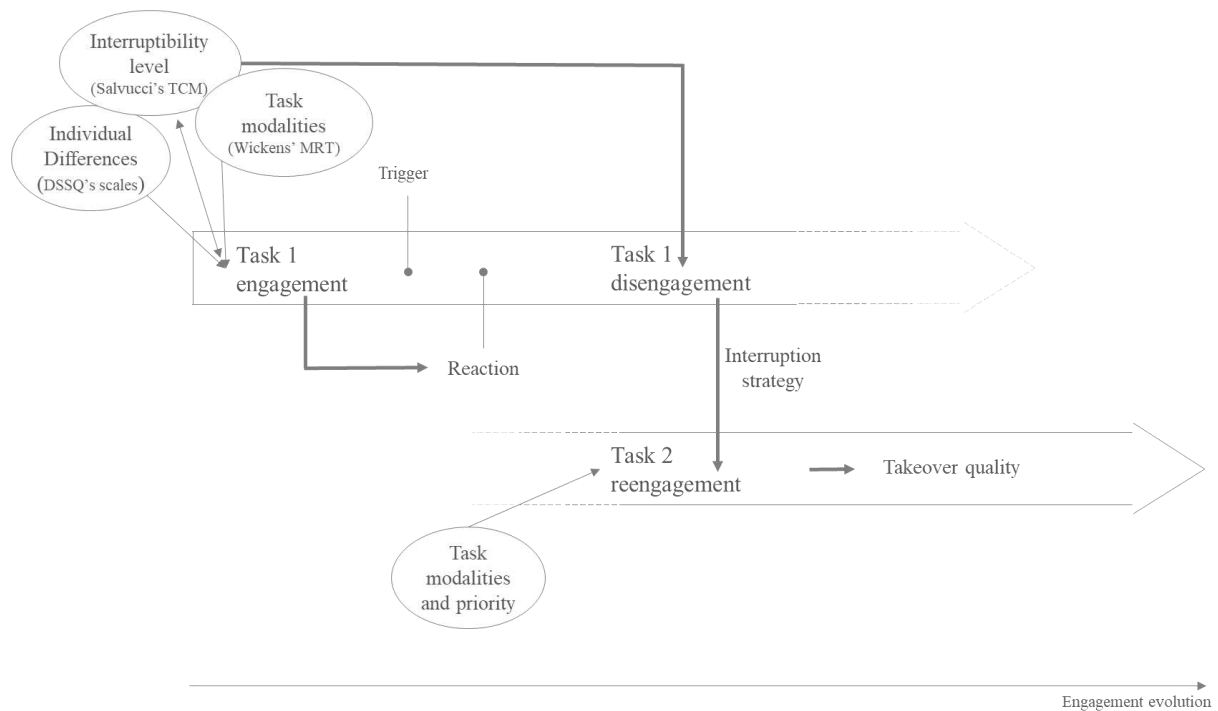 Interruptibility
level
(Salvucci's TCM)
Task
modalities
(Wickens' MRT)
Individual
Differences
(DSSQ's scales)
Trigger
Task 1
engagement
Task 1
disengagement
Reaction
Interruption
strategy
Task 2
reengagement
Takeover quality
Task
modalities
and priority
Engagement evolution